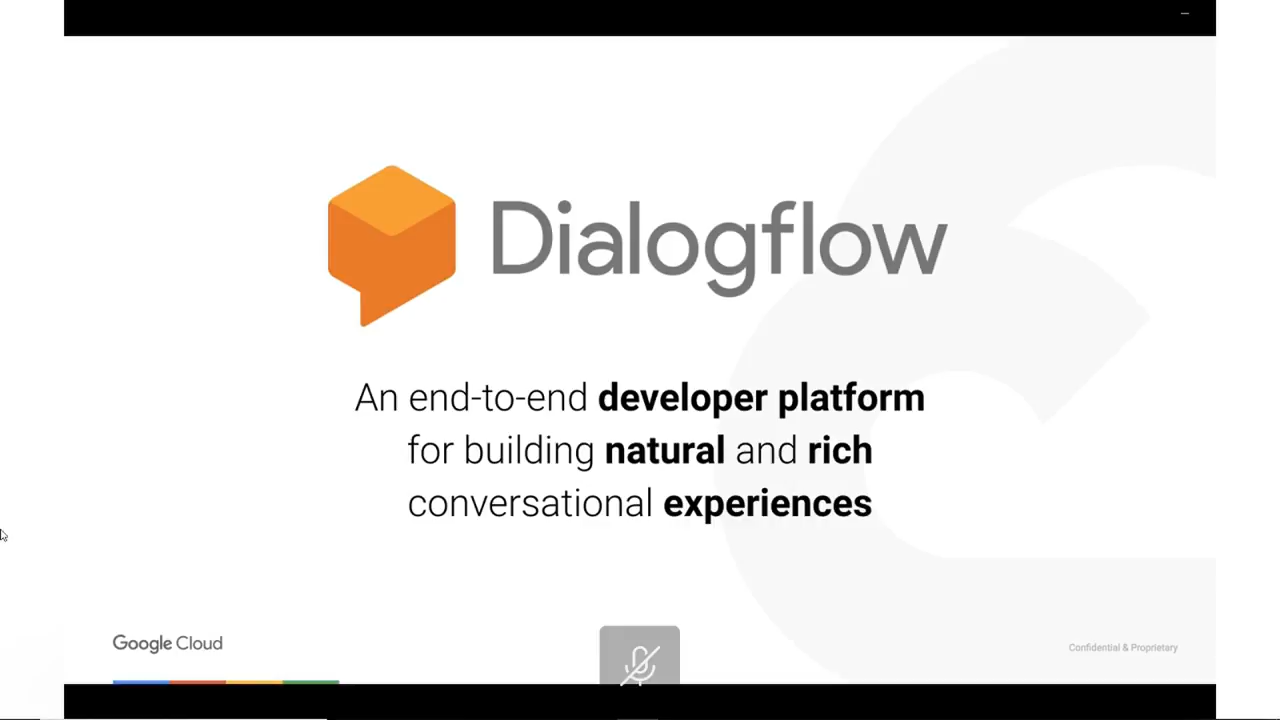 Dialogflow
An end-to-end developer platform
for building natural and rich
conversational experiences
Google Cloud
Confidential & Proprietary